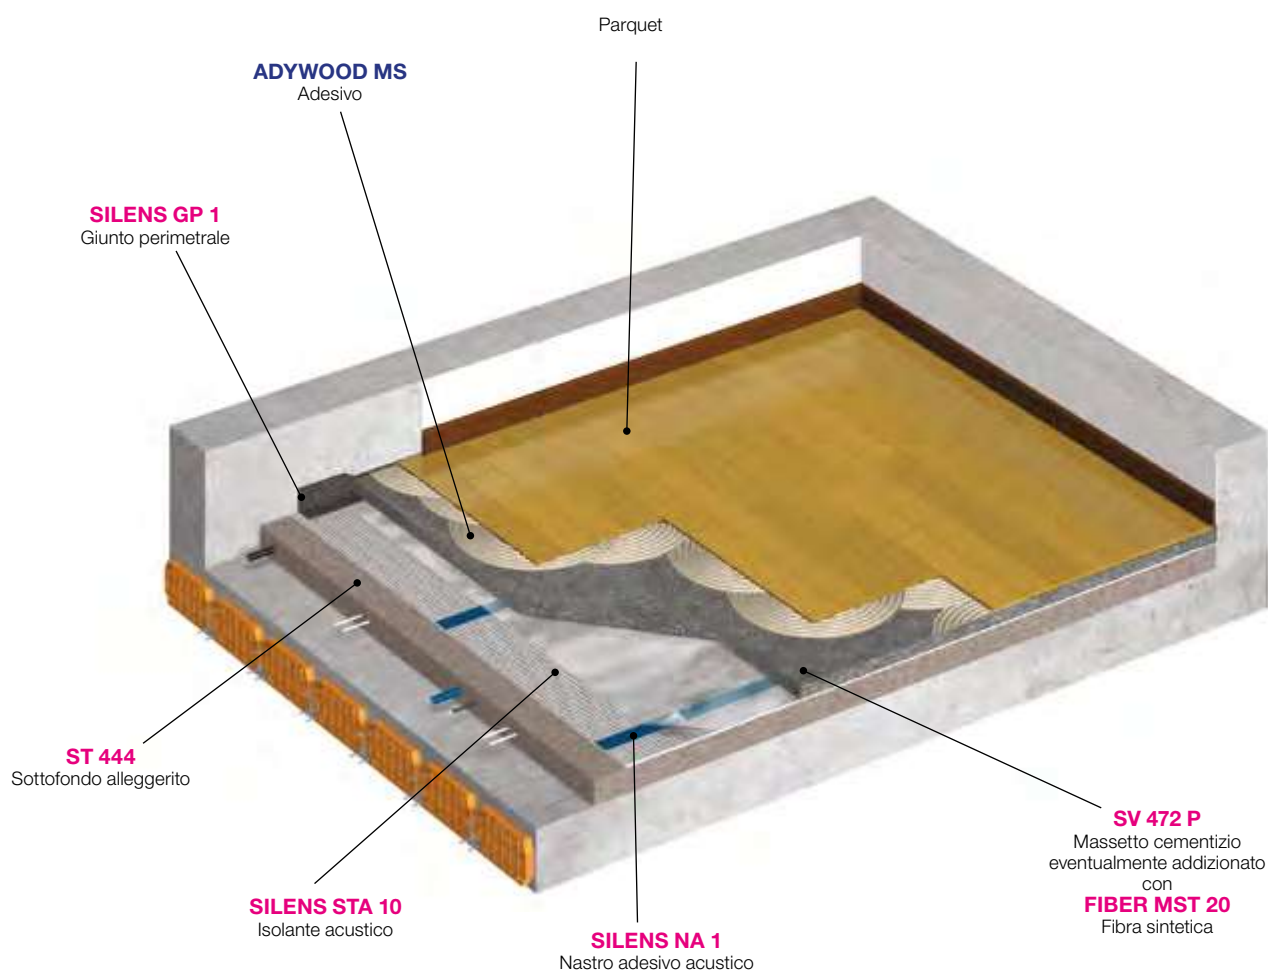 Parquet
ADYWOOD MS
Adesivo
SILENS GP 1
Giunto perimetrale
ST 444
Sottofondo alleggerito
SILENS STA 10
Isolante acustico
SILENS NA 1
Nastro adesivo acustico
SV 472 P
Massetto cementizio
eventualmente addizionato
con
FIBER MST 20
Fibra sintetica